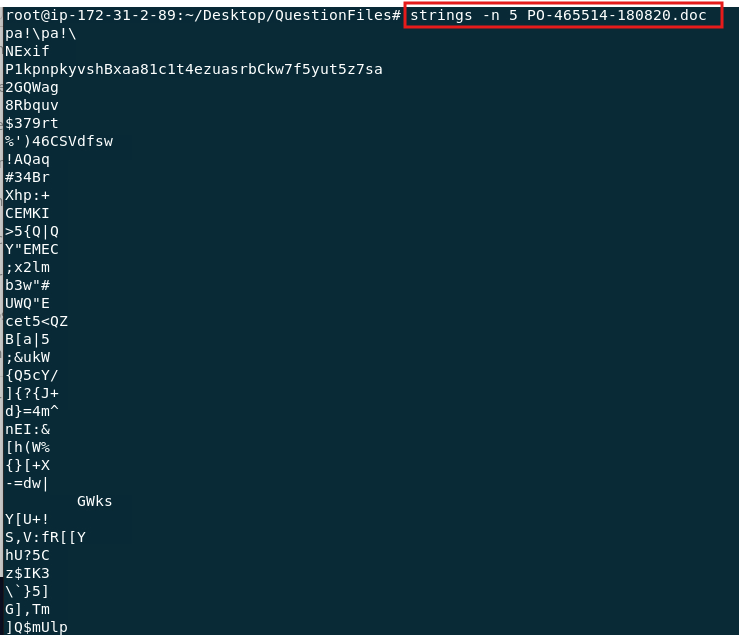 root@ip-172-31-2-89:~/Desktop/QuestionFiles# strings -n 5 PO-465514-180820.doc
pa!\pa!\
NExif
P1kpnpkyvshBxaa81c1t4ezuasrbCkw7f5yut5z7sa
2GQWag
8Rbquv
$379rt
%')46CSVdfsw
!AQaq
#34Br
Xhp:+
CEMKI
>5{Q|Q
Y"EMEC
;x2lm
b3w"#
UWQ"E
cet5<QZ
B[a|5
;&ukW
{Q5cY/
]{?{J+
d}=4m^
nEI:&
[h(W%
{}[+X
-=dw|
        GWks
Y[U+!
S,V:fR[[Y
hU?5C
z$IK3
\`}5]
G],Tm
]Q$mUlp